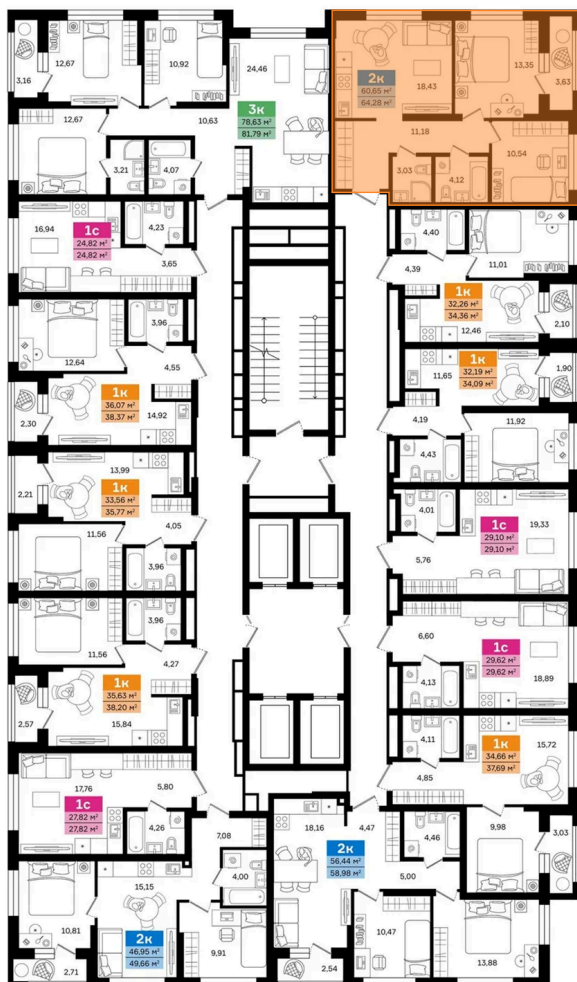 3,16
12,67
10,92
24,46
3к
78,63 м²
81,79 м²
12,67
10,63
3,21
4,07
2к
60,65 м²
64,28 м²
18,43
13,35
3,63
11,18
3,03
4,12
10,54
16,94
1с
24,82 м²
24,82 м²
4,23
3,65
4,40
11,01
4,39
1к
32,26 м²
34,36 м²
12,46
2,10
12,64
3,96
4,55
1к
36,07 м²
38,37 м²
14,92
2,30
11,65
1к
32,19 м²
34,09 м²
1,90
4,19
11,92
4,43
13,99
2,21
1к
33,56 м²
35,77 м²
4,05
11,56
3,96
4,01
1с
29,10 м²
29,10 м²
19,33
5,76
11,56
3,96
4,27
1к
35,63 м²
38,20 м²
15,84
2,57
6,60
1с
29,62 м²
29,62 м²
18,89
4,13
4,11
1к
34,66 м²
37,69 м²
15,72
4,85
17,76
5,80
1с
27,82 м²
27,82 м²
4,26
7,08
18,16
4,47
2к
56,44 м²
58,98 м²
4,46
5,00
9,98
3,03
15,15
4,00
10,81
2к
46,95 м²
49,66 м²
2,71
9,91
2,54
10,47
13,88